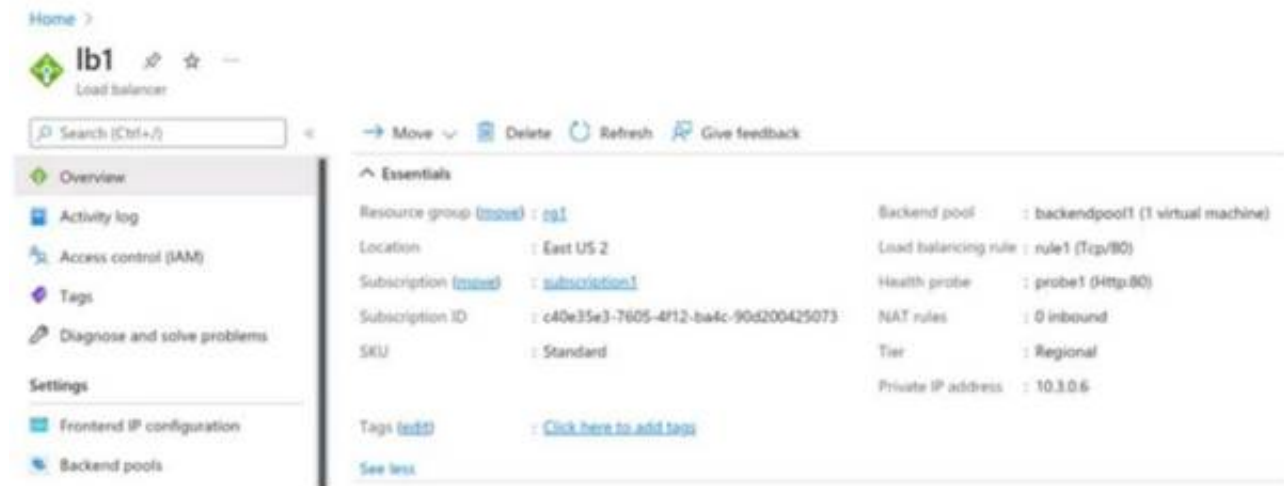 Home >
lb1
Load balancer
Search (Ctrl+/)
Move Delete Refresh Give feedback
Overview
Activity log
Access control (IAM)
Tags
Diagnose and solve problems
Settings
Frontend IP configuration
Backend pools
Essentials
Resource group (move) : rg1
Location : East US 2
Subscription (move) : subscription1
Subscription ID : c40e35e3-7605-4f12-ba4c-90d200425073
SKU : Standard
Backend pool : backendpool1 (1 virtual machine)
Load balancing rule : rule1 (Tcp/80)
Health probe : probe1 (Http:80)
NAT rules : 0 inbound
Tier : Regional
Private IP address : 10.3.0.6
Tags (edit) : Click here to add tags
See less